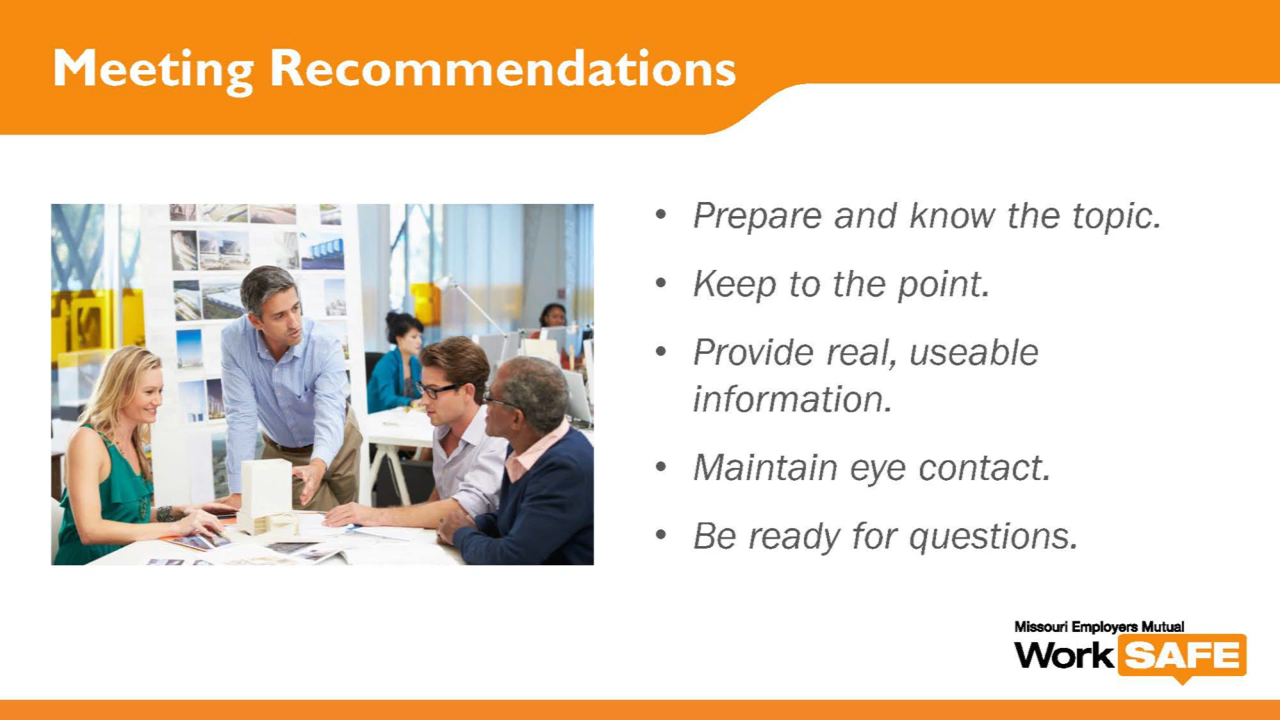 Meeting Recommendations
• Prepare and know the topic.
• Keep to the point.
• Provide real, useable
information.
• Maintain eye contact.
• Be ready for questions.
Missouri Employers Mutual
Work SAFE